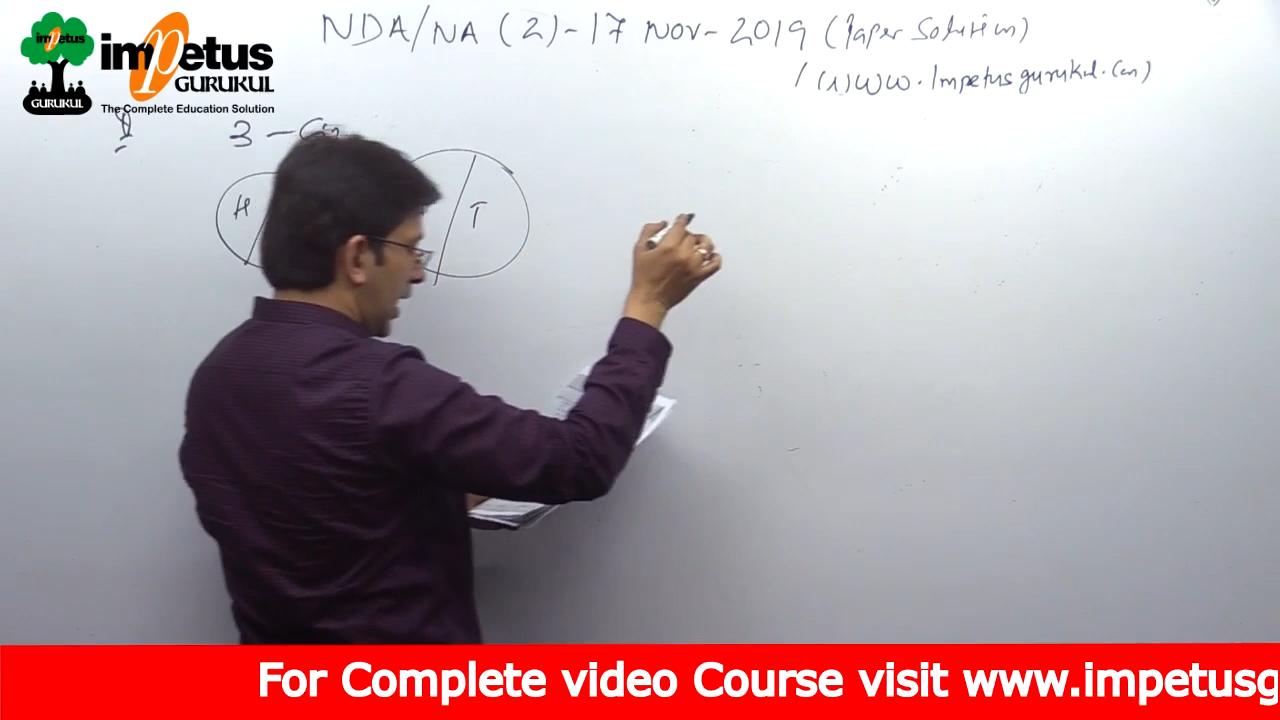 NDA/NA (2)-17 Nov-2019 (Paper Solution)
impetus
GURUKUL
The Complete Education Solution
impetus
GURUKUL
www.Impetusgurukul.com)
3-
H
T
For Complete video Course visit www.impetusg